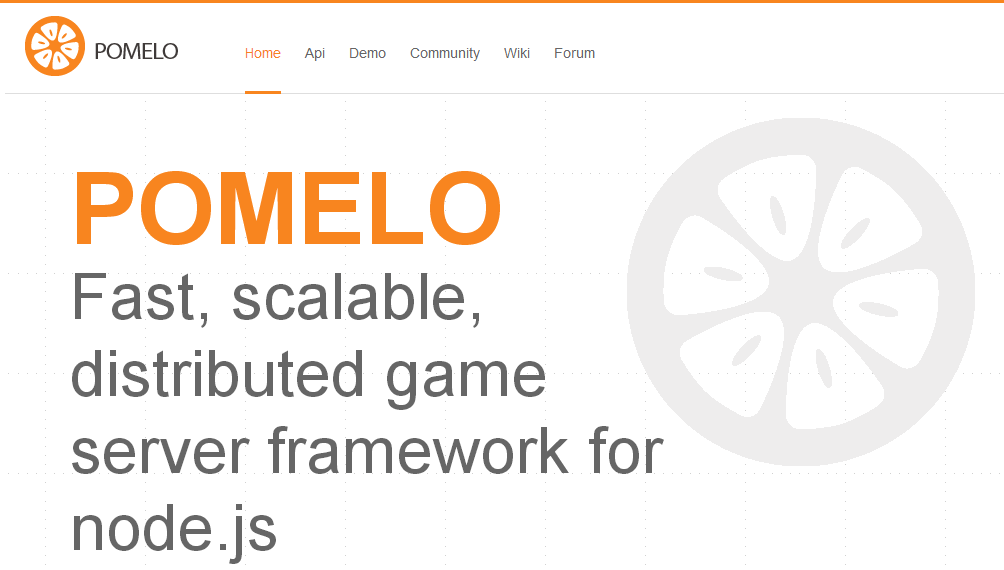 POMELO
Home Api Demo Community Wiki Forum
POMELO
Fast, scalable,
distributed game
server framework for
node.js